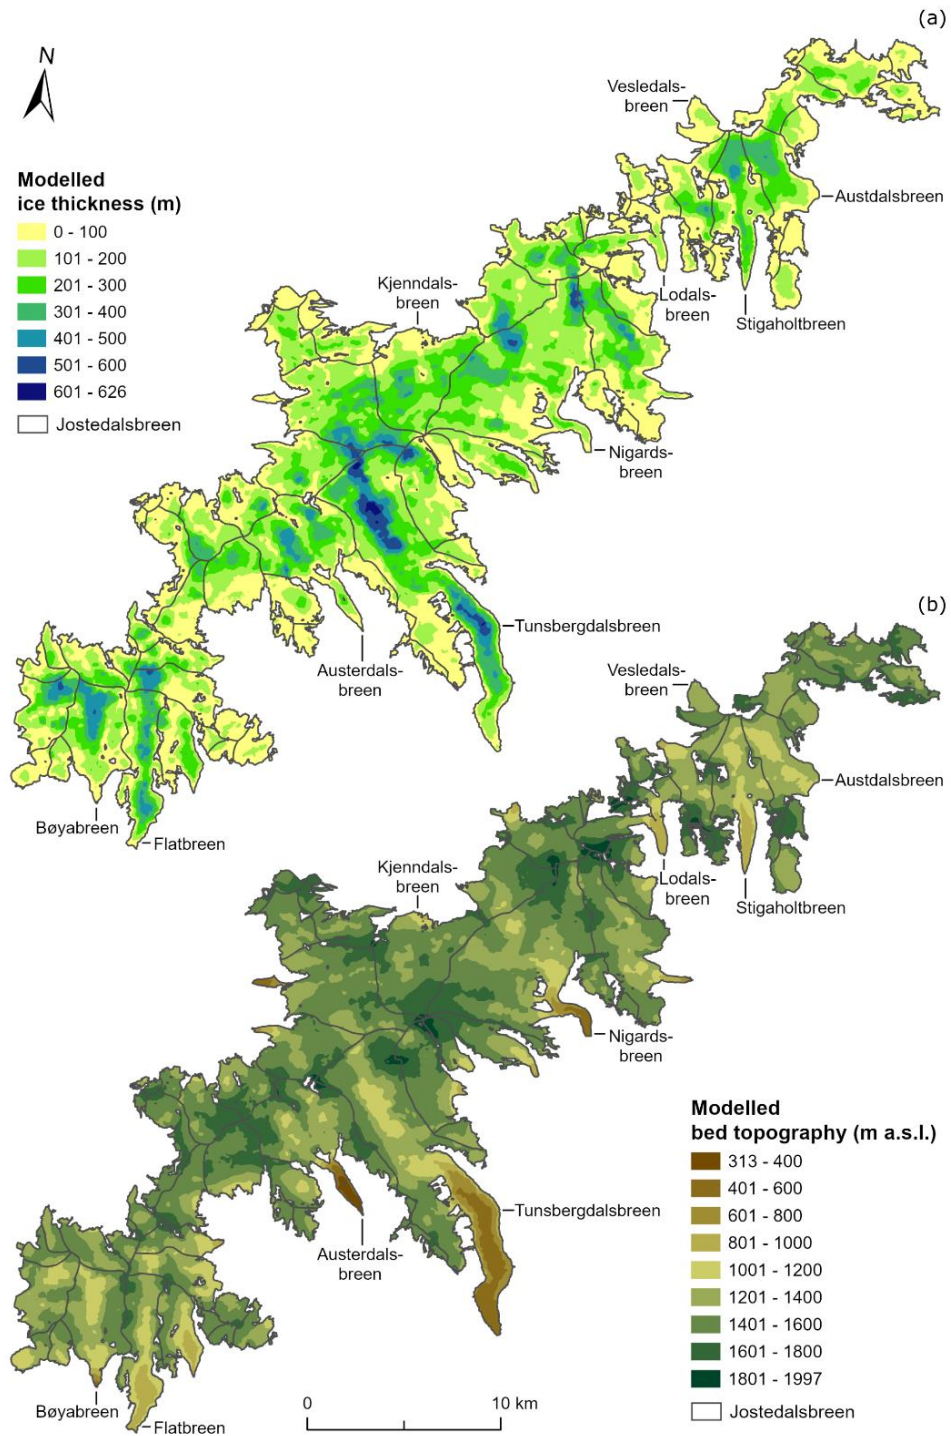 (a)
N
Vesledals-
breen
Modelled
ice thickness (m)
0 - 100
101 - 200
201 - 300
301 - 400
401 - 500
501 - 600
601 - 626
Jostedalsbreen
Austdalsbreen
Kjenndals-
breen
Lodals-
breen
Stigaholtbreen
Nigards-
breen
Tunsbergdalsbreen
Austerdals-
breen
Bøyabreen
Flatbreen
(b)
Vesledals-
breen
Austdalsbreen
Kjenndals-
breen
Lodals-
breen
Stigaholtbreen
Nigards-
breen
Modelled
bed topography (m a.s.l.)
313 - 400
401 - 600
601 - 800
801 - 1000
1001 - 1200
1201 - 1400
1401 - 1600
1601 - 1800
1801 - 1997
Jostedalsbreen
Tunsbergdalsbreen
Austerdals-
breen
Bøyabreen
Flatbreen
0 10 km